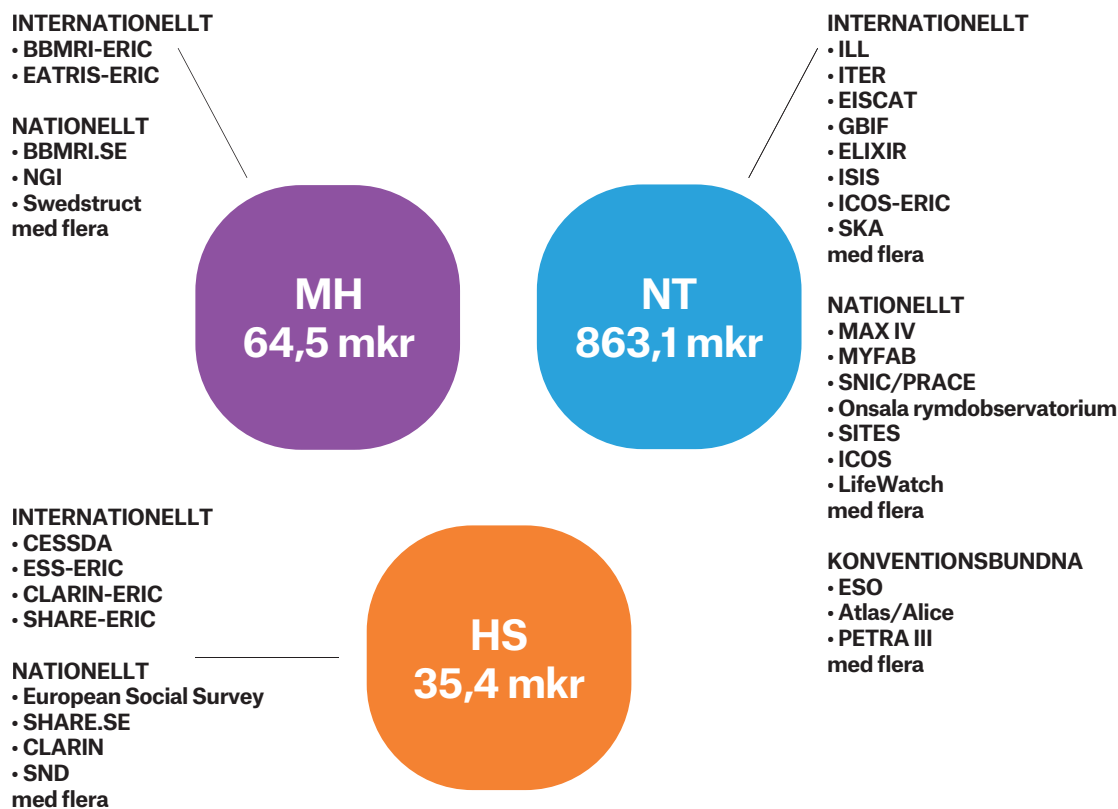 INTERNATIONELLT
• BBMRI-ERIC
• EATRIS-ERIC
NATIONELLT
• BBMRI.SE
• NGI
• Swedstruct
med flera
MH
64,5 mkr
INTERNATIONELLT
• ILL
• ITER
• EISCAT
• GBIF
• ELIXIR
• ISIS
• ICOS-ERIC
• SKA
med flera
NATIONELLT
• MAX IV
• MYFAB
• SNIC/PRACE
• Onsala rymdobservatorium
• SITES
• ICOS
• LifeWatch
med flera
KONVENTIONSBUNDNA
• ESO
• Atlas/Alice
• PETRA III
med flera
NT
863,1 mkr
INTERNATIONELLT
• CESSDA
• ESS-ERIC
• CLARIN-ERIC
• SHARE-ERIC
NATIONELLT
• European Social Survey
• SHARE.SE
• CLARIN
• SND
med flera
HS
35,4 mkr